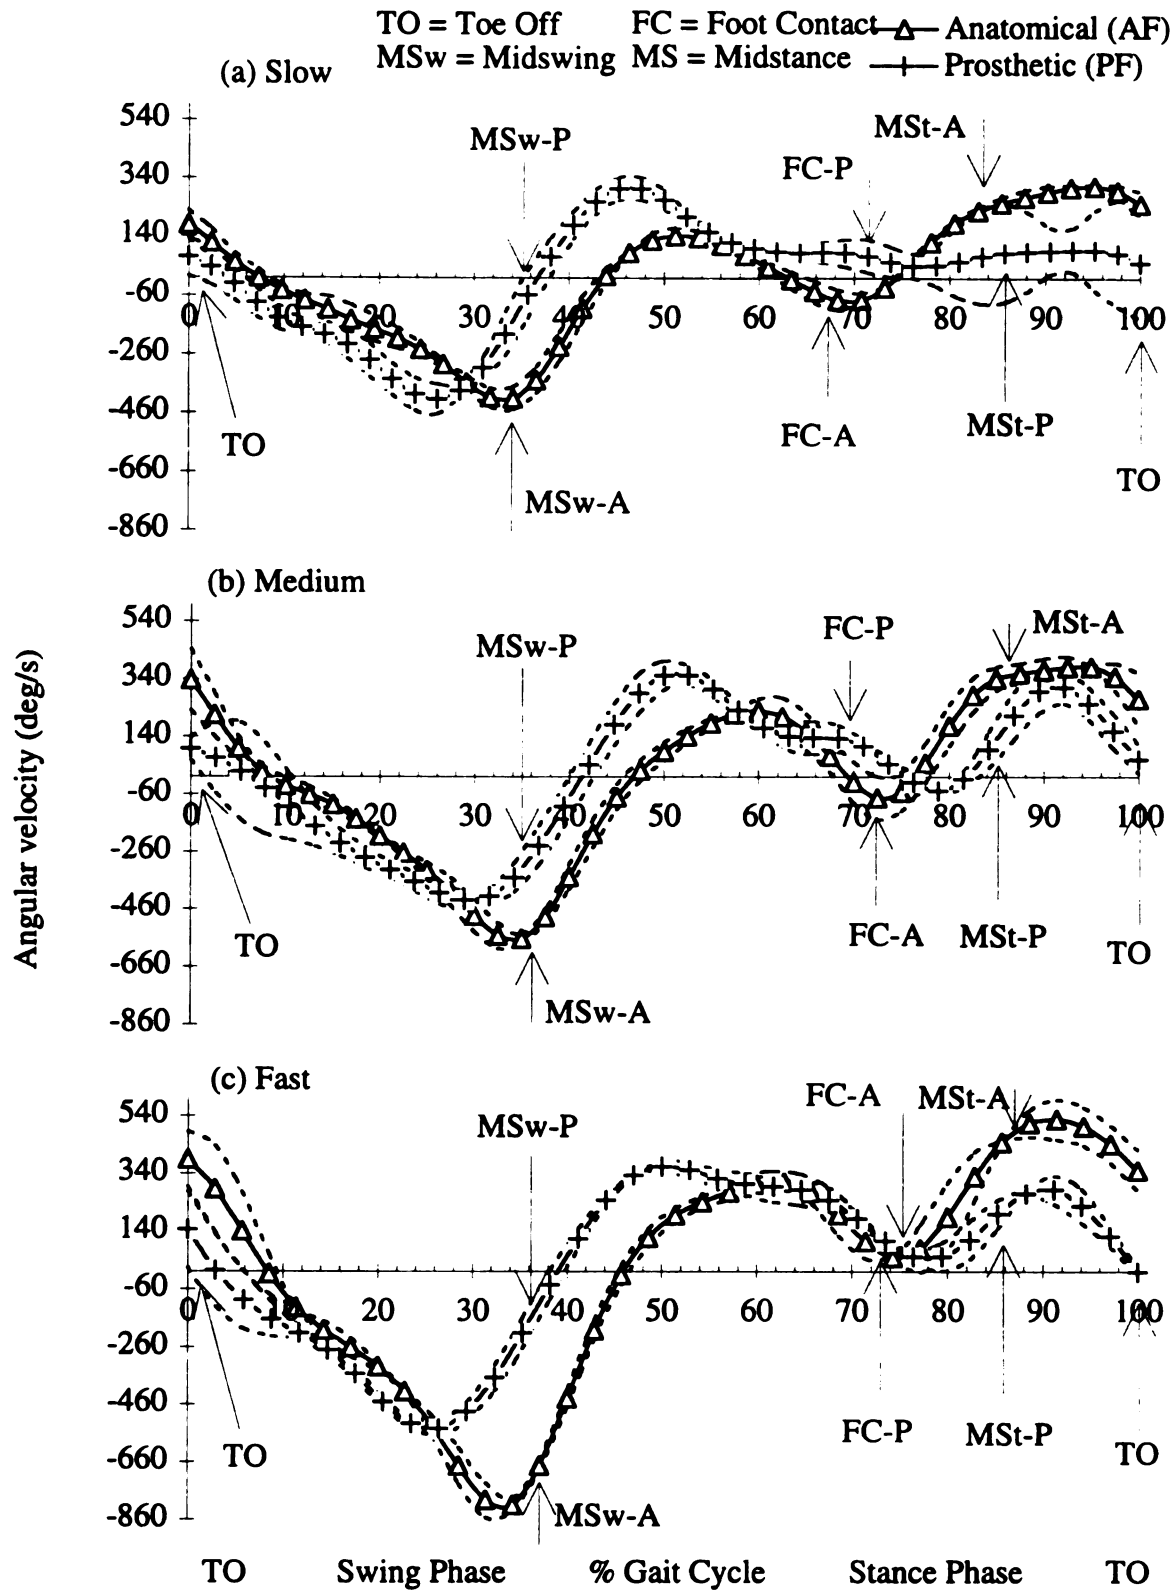 TO = Toe Off FC = Foot Contact Anatomical (AF)
MSw = Midswing MS = Midstance Prosthetic (PF)
(a) Slow
540
340
140
-60
-260
-460
-660
-860
0 10 20 30 40 50 60 70 80 90 100
MSw-P
FC-P
MSt-A
TO
MSw-A
FC-A
MSt-P
TO
Angular velocity (deg/s)
(b) Medium
540
340
140
-60
-260
-460
-660
-860
0 10 20 30 40 50 60 70 80 90 100
MSw-P
FC-P
MSt-A
TO
MSw-A
FC-A
MSt-P
TO
(c) Fast
540
340
140
-60
-260
-460
-660
-860
0 10 20 30 40 50 60 70 80 90 100
MSw-P
FC-A
MSt-A
TO
MSw-A
FC-P
MSt-P
TO
TO Swing Phase % Gait Cycle Stance Phase TO